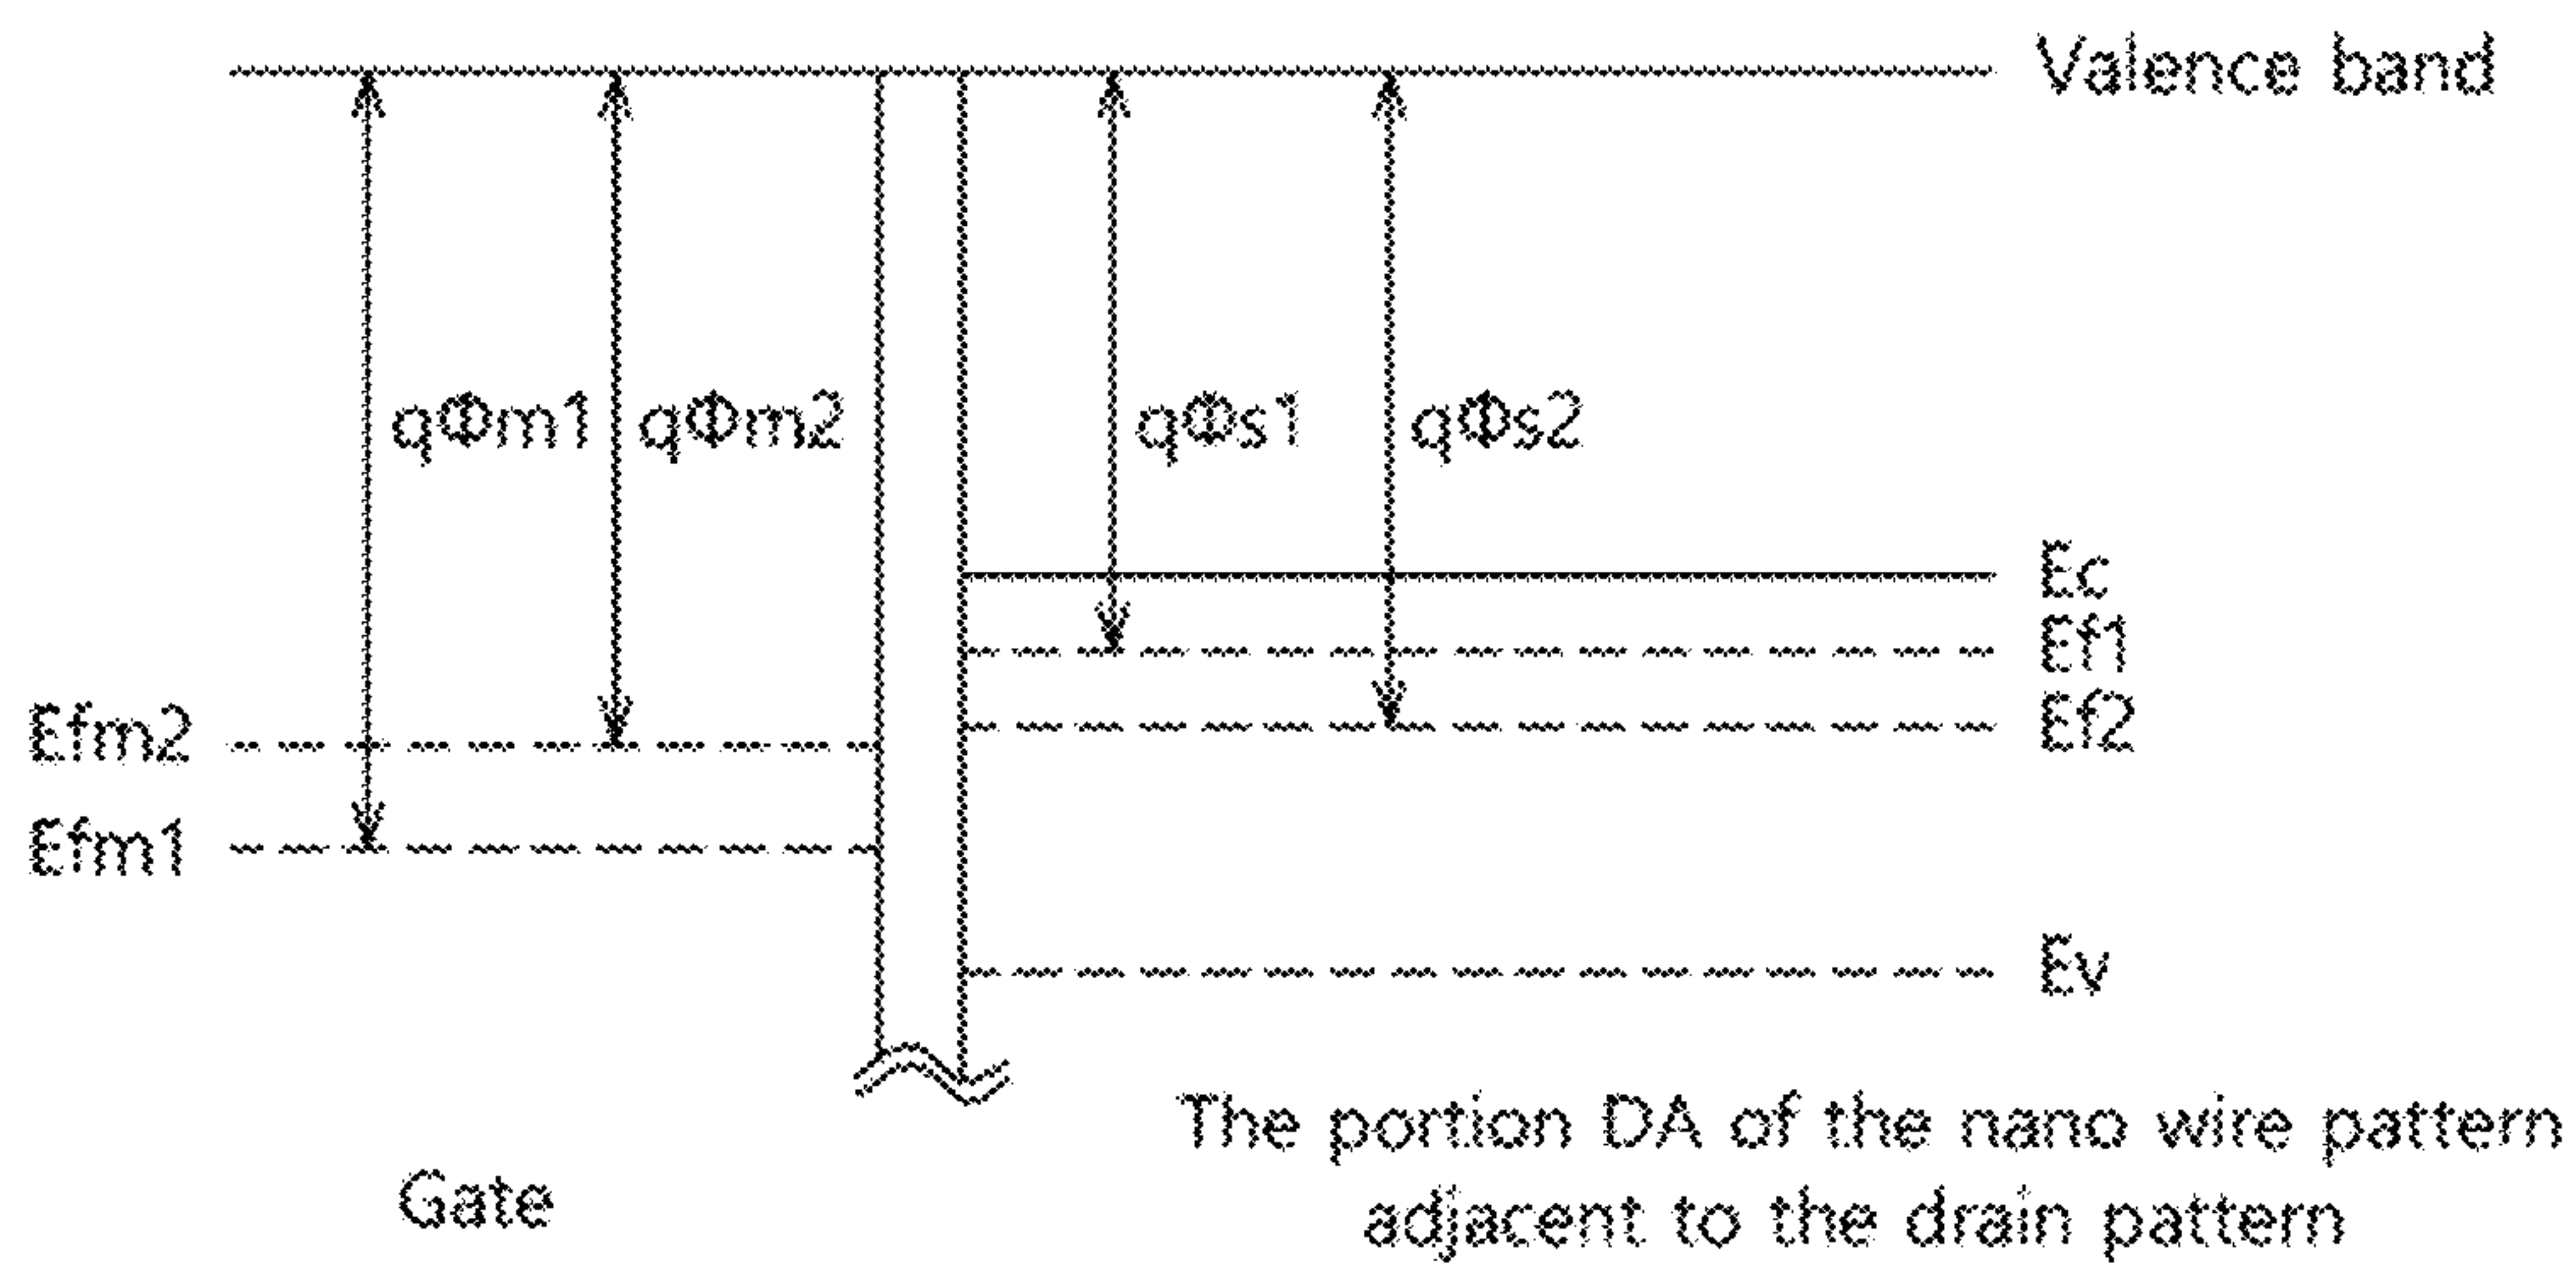 Valence band
qΦm1
qΦm2
qΦs1
qΦs2
Ec
Ef1
Efm2
Ef2
Efm1
Ev
The portion DA of the nano wire pattern
adjacent to the drain pattern
Gate